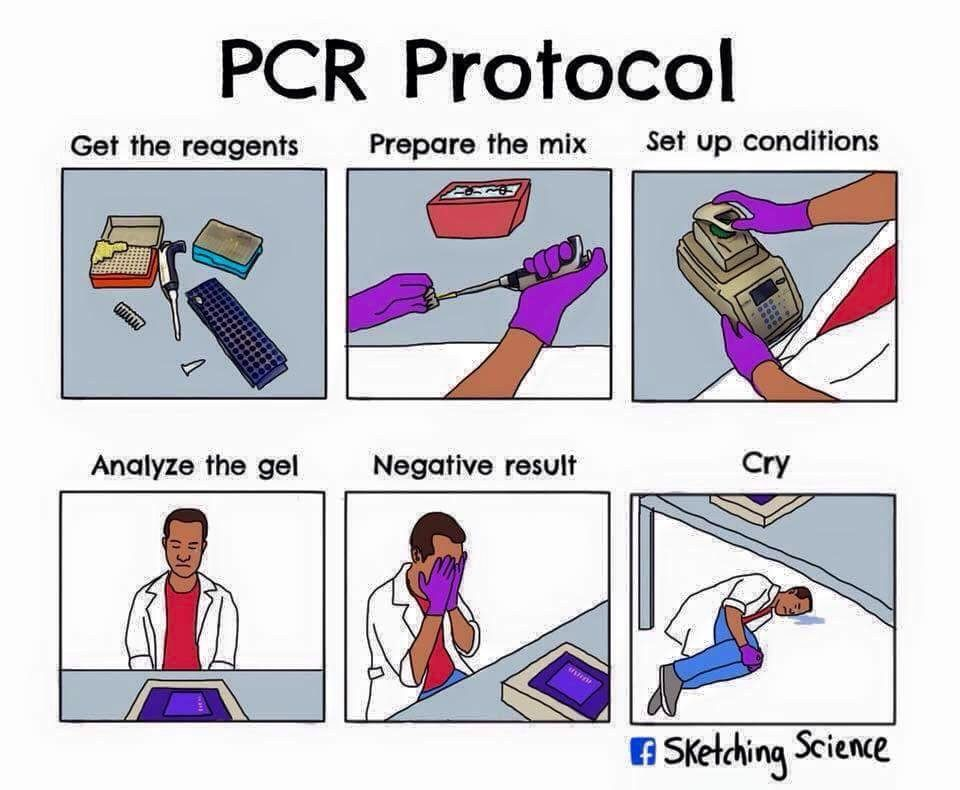 PCR Protocol
Get the reagents
Prepare the mix
Set up conditions
Analyze the gel
Negative result
Cry
f Sketching Science